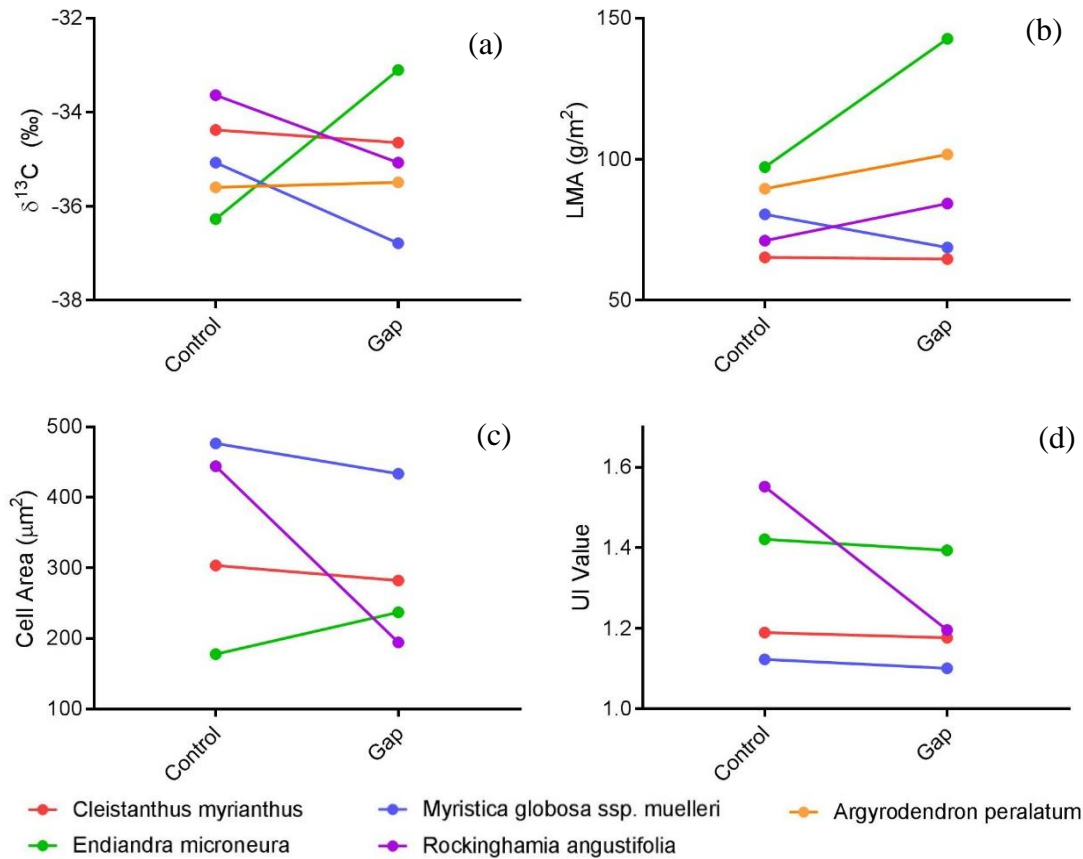 -32
-34
-36
-38
δ13C (‰)
(a)
Control
Gap
150
100
50
LMA (g/m2)
(b)
Control
Gap
500
400
300
200
100
Cell Area (μm2)
(c)
Control
Gap
1.6
1.4
1.2
1.0
UI Value
(d)
Control
Gap
Cleistanthus myrianthus
Myristica globosa ssp. muelleri
Argyrodendron peralatum
Endiandra microneura
Rockinghamia angustifolia